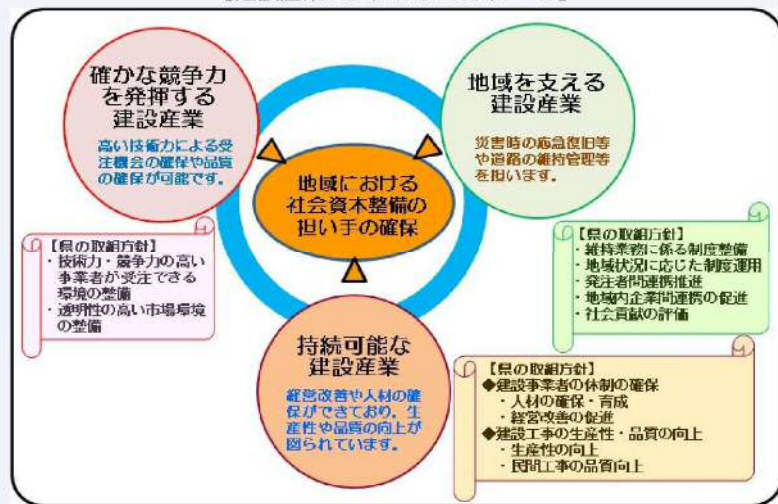 確かな競争力
を発揮する
建設産業
高い技術力による受
注機会の確保や品質
の確保が可能です。
地域を支える
建設産業
災害時の応急復旧等
や道路の維持管理等
を担います。
地域における
社会資本整備の
担い手の確保
【県の取組方針】
・技術力・競争力の高い
事業者が受注できる
環境の整備
・透明性の高い市場環境
の整備
【県の取組方針】
・維持業務に係る制度整備
・地域状況に応じた制度運用
・発注者間連携推進
・地域内企業間連携の促進
・社会貢献の評価
持続可能な
建設産業
経営改善や人材の確
保ができており、生
産性や品質の向上が
図られています。
【県の取組方針】
◆建設事業者の体制の確保
・人材の確保・育成
・経営改善の促進
◆建設工事の生産性・品質の向上
・生産性の向上
・民間工事の品質向上